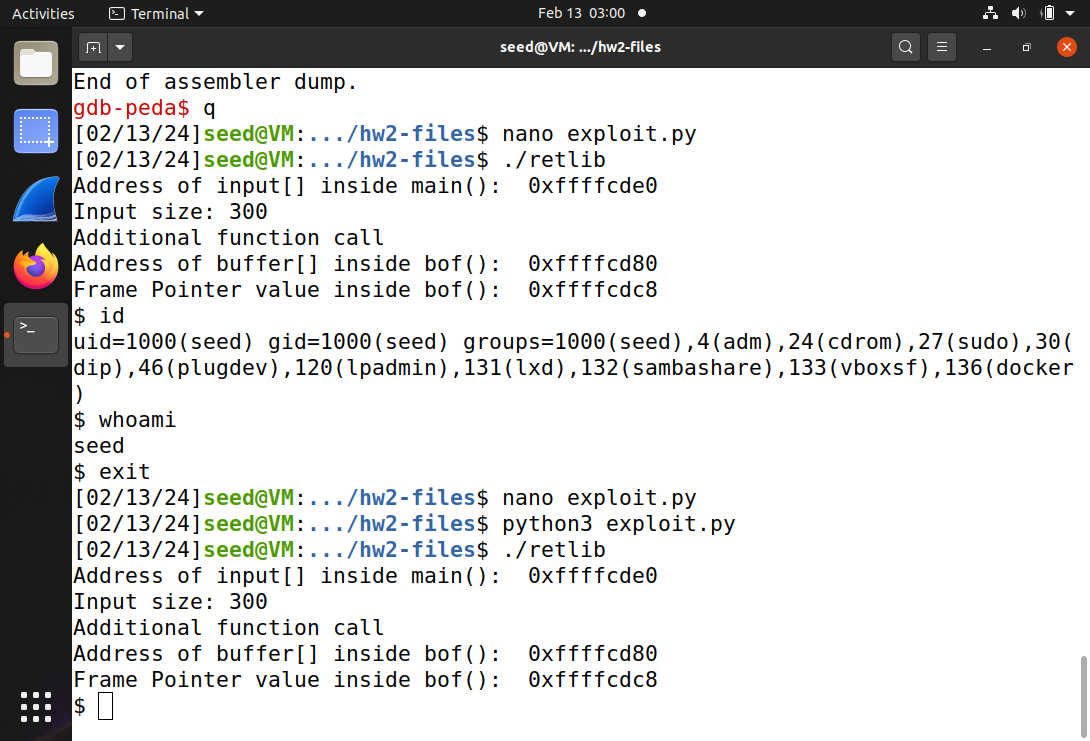 Activities
Terminal
Feb 13 03:00
seed@VM: .../hw2-files
End of assembler dump.
gdb-peda$ q
[02/13/24]seed@VM:.../hw2-files$ nano exploit.py
[02/13/24]seed@VM:.../hw2-files$ ./retlib
Address of input[] inside main():  0xffffcde0
Input size: 300
Additional function call
Address of buffer[] inside bof():  0xffffcd80
Frame Pointer value inside bof():  0xffffcdc8
$ id
uid=1000(seed) gid=1000(seed) groups=1000(seed),4(adm),24(cdrom),27(sudo),30(
dip),46(plugdev),120(lpadmin),131(lxd),132(sambashare),133(vboxsf),136(docker
)
$ whoami
seed
$ exit
[02/13/24]seed@VM:.../hw2-files$ nano exploit.py
[02/13/24]seed@VM:.../hw2-files$ python3 exploit.py
[02/13/24]seed@VM:.../hw2-files$ ./retlib
Address of input[] inside main():  0xffffcde0
Input size: 300
Additional function call
Address of buffer[] inside bof():  0xffffcd80
Frame Pointer value inside bof():  0xffffcdc8
$